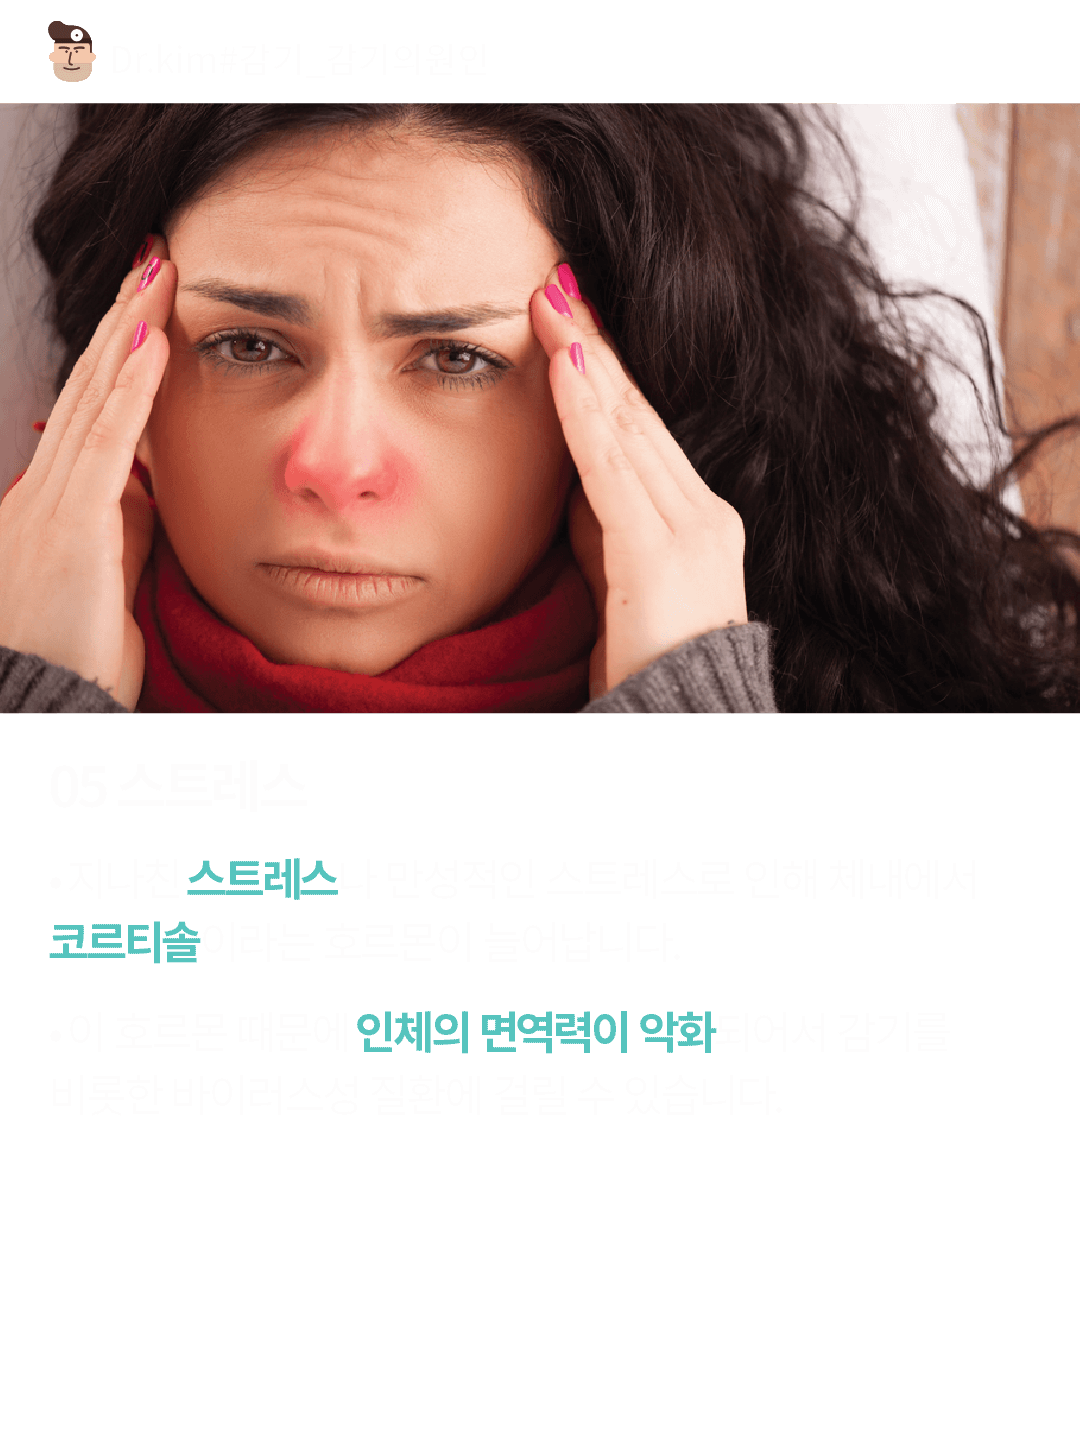 Dr.kim#감기_감기의원인
05 스트레스
• 지나친 스트레스나 만성적인 스트레스로 인해 체내에서
코르티솔이라는 호르몬이 늘어납니다.
• 이 호르몬 때문에 인체의 면역력이 악화되어서 감기를
비롯한 바이러스성 질환에 걸릴 수 있습니다.